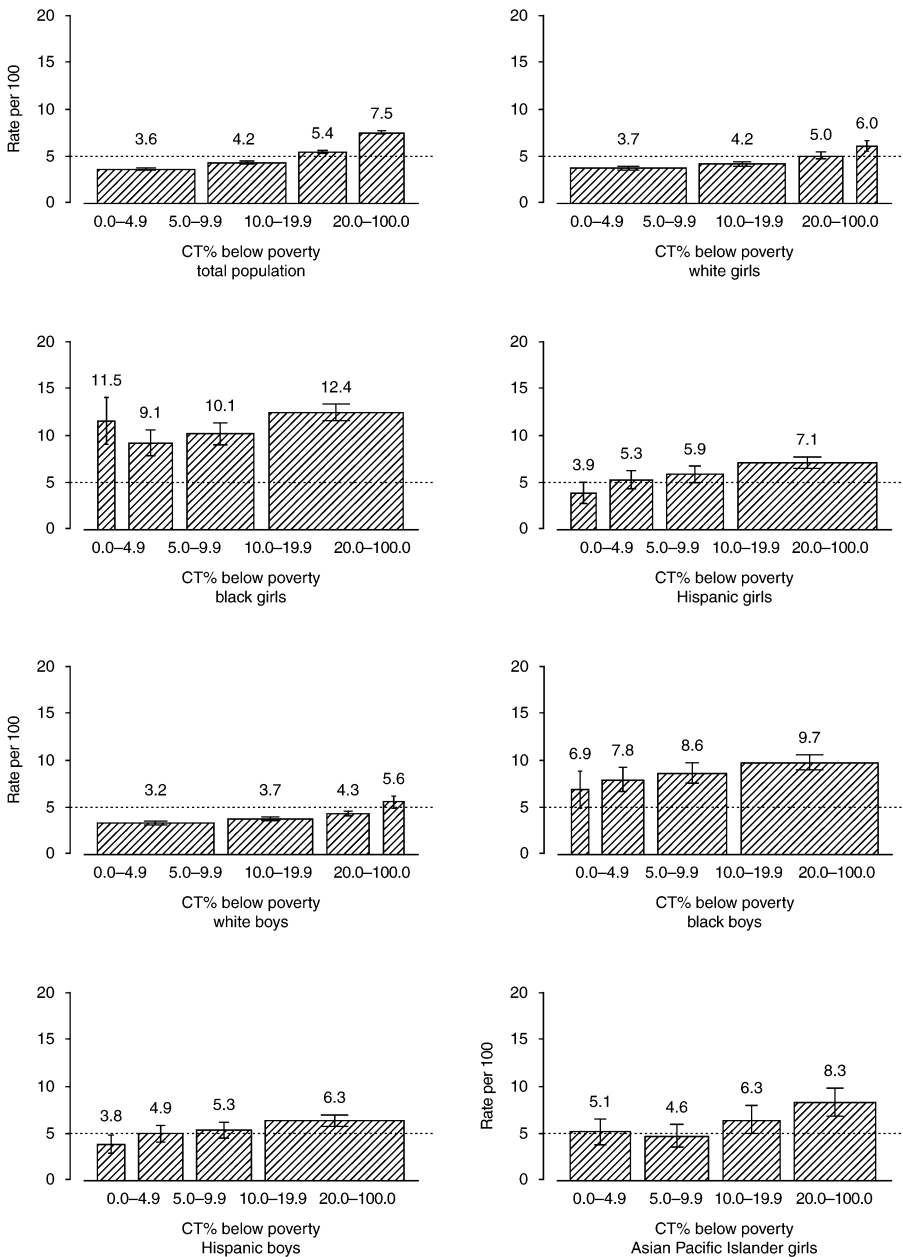 20
15
10
5
0
Rate per 100
3.6
4.2
5.4
7.5
0.0–4.9 5.0–9.9 10.0–19.9 20.0–100.0
CT% below poverty
total population
20
15
10
5
0
3.7
4.2
5.0
6.0
0.0–4.9 5.0–9.9 10.0–19.9 20.0–100.0
CT% below poverty
white girls
20
15
10
5
0
11.5
9.1
10.1
12.4
0.0–4.9 5.0–9.9 10.0–19.9 20.0–100.0
CT% below poverty
black girls
20
15
10
5
0
3.9
5.3
5.9
7.1
0.0–4.9 5.0–9.9 10.0–19.9 20.0–100.0
CT% below poverty
Hispanic girls
20
15
10
5
0
Rate per 100
3.2
3.7
4.3
5.6
0.0–4.9 5.0–9.9 10.0–19.9 20.0–100.0
CT% below poverty
white boys
20
15
10
5
0
6.9
7.8
8.6
9.7
0.0–4.9 5.0–9.9 10.0–19.9 20.0–100.0
CT% below poverty
black boys
20
15
10
5
0
3.8
4.9
5.3
6.3
0.0–4.9 5.0–9.9 10.0–19.9 20.0–100.0
CT% below poverty
Hispanic boys
20
15
10
5
0
Rate per 100
5.1
4.6
6.3
8.3
0.0–4.9 5.0–9.9 10.0–19.9 20.0–100.0
CT% below poverty
Asian Pacific Islander girls